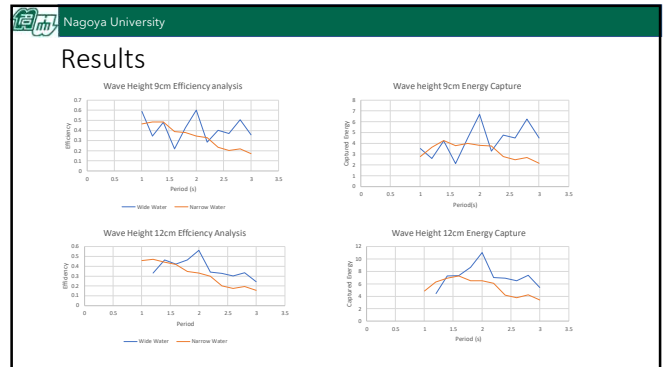 Nagoya University
Results
Wave Height 9cm Efficiency analysis
Efficiency
0.7
0.6
0.5
0.4
0.3
0.2
0.1
0
0 0.5 1 1.5 2 2.5 3 3.5
Period (s)
Wide Water Narrow Water
Wave height 9cm Energy Capture
Captured Energy
8
7
6
5
4
3
2
1
0
0 0.5 1 1.5 2 2.5 3 3.5
Period(s)
Wave Height 12cm Effciency Analysis
Efficiency
0.6
0.5
0.4
0.3
0.2
0.1
0
0 0.5 1 1.5 2 2.5 3 3.5
Period
Wide Water Narrow Water
Wave Height 12cm Energy Capture
Captured Energy
12
10
8
6
4
2
0
0 0.5 1 1.5 2 2.5 3 3.5
Period (s)